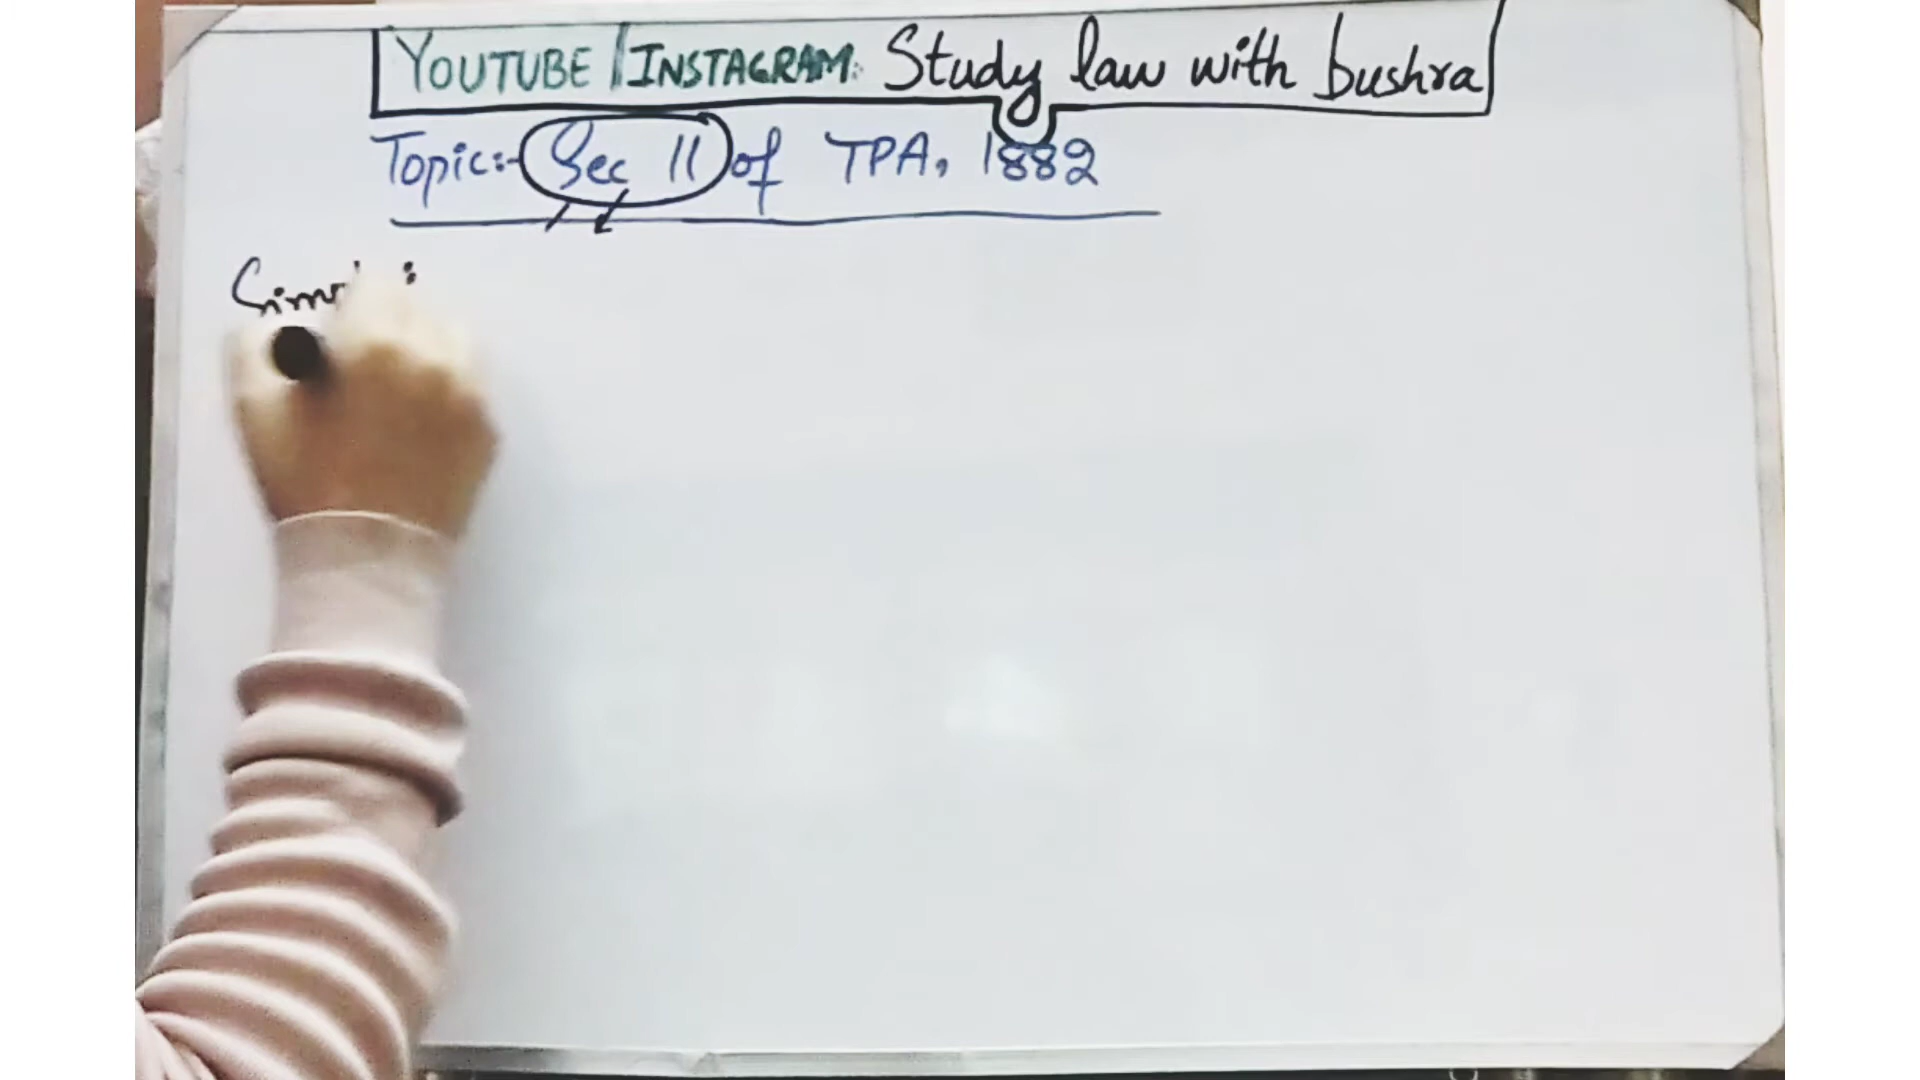 YOUTUBE | INSTAGRAM: Study law with bushra
Topic:- Sec 11 of TPA, 1882